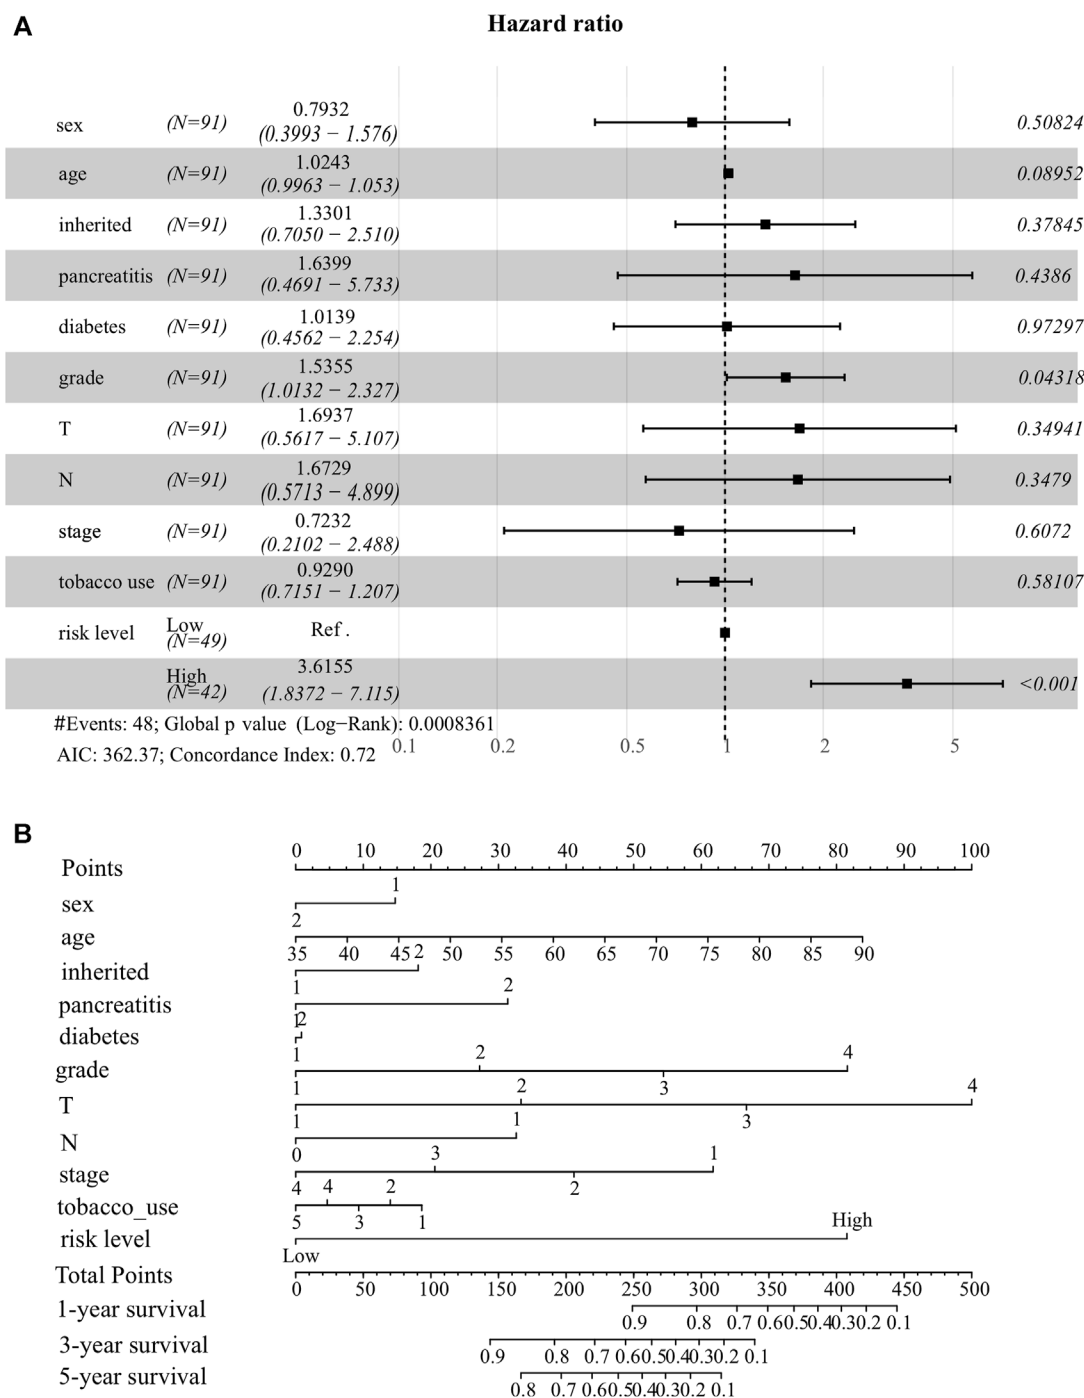 A
Hazard ratio
sex (N=91) 0.7932 (0.3993 − 1.576) 0.50824
age (N=91) 1.0243 (0.9963 − 1.053) 0.08952
inherited (N=91) 1.3301 (0.7050 − 2.510) 0.37845
pancreatitis (N=91) 1.6399 (0.4691 − 5.733) 0.4386
diabetes (N=91) 1.0139 (0.4562 − 2.254) 0.97297
grade (N=91) 1.5355 (1.0132 − 2.327) 0.04318
T (N=91) 1.6937 (0.5617 − 5.107) 0.34941
N (N=91) 1.6729 (0.5713 − 4.899) 0.3479
stage (N=91) 0.7232 (0.2102 − 2.488) 0.6072
tobacco use (N=91) 0.9290 (0.7151 − 1.207) 0.58107
risk level Low (N=49) Ref .
High (N=42) 3.6155 (1.8372 − 7.115) <0.001
#Events: 48; Global p value (Log−Rank): 0.0008361
AIC: 362.37; Concordance Index: 0.72
0.1 0.2 0.5 1 2 5
B
0 10 20 30 40 50 60 70 80 90 100
Points
1
sex
2
age
35 40 45 50 55 60 65 70 75 80 85 90
2
inherited
1
2
pancreatitis
1
2
diabetes
1
2 4
grade
1 3
2 4
T
1 3
1
N
0
3 1
stage
4 2
4 2
tobacco_use
5 3 1
High
risk level
Low
Total Points
0 50 100 150 200 250 300 350 400 450 500
1-year survival
0.9 0.8 0.7 0.6 0.5 0.4 0.3 0.2 0.1
3-year survival
0.9 0.8 0.7 0.6 0.5 0.4 0.3 0.2 0.1
5-year survival
0.8 0.7 0.6 0.5 0.4 0.3 0.2 0.1